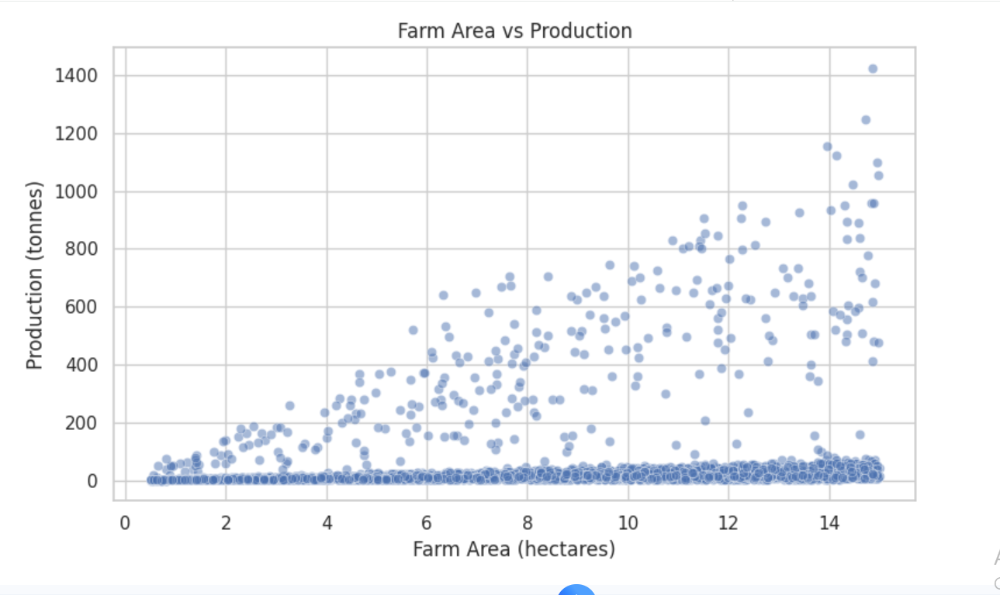 Farm Area vs Production
1400
1200
1000
800
600
400
200
0
Production (tonnes)
0 2 4 6 8 10 12 14
Farm Area (hectares)